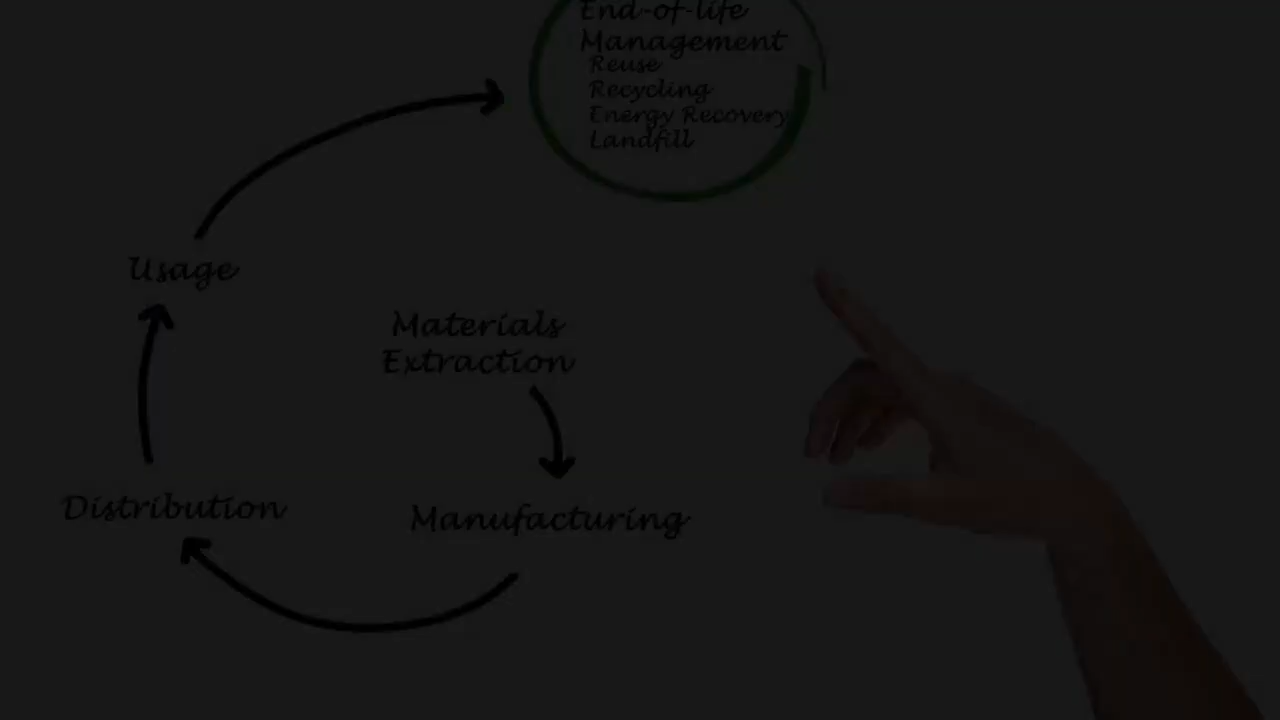 End-of-life
Management
Reuse
Recycling
Energy Recovery
Landfill
Usage
Materials
Extraction
Distribution
Manufacturing